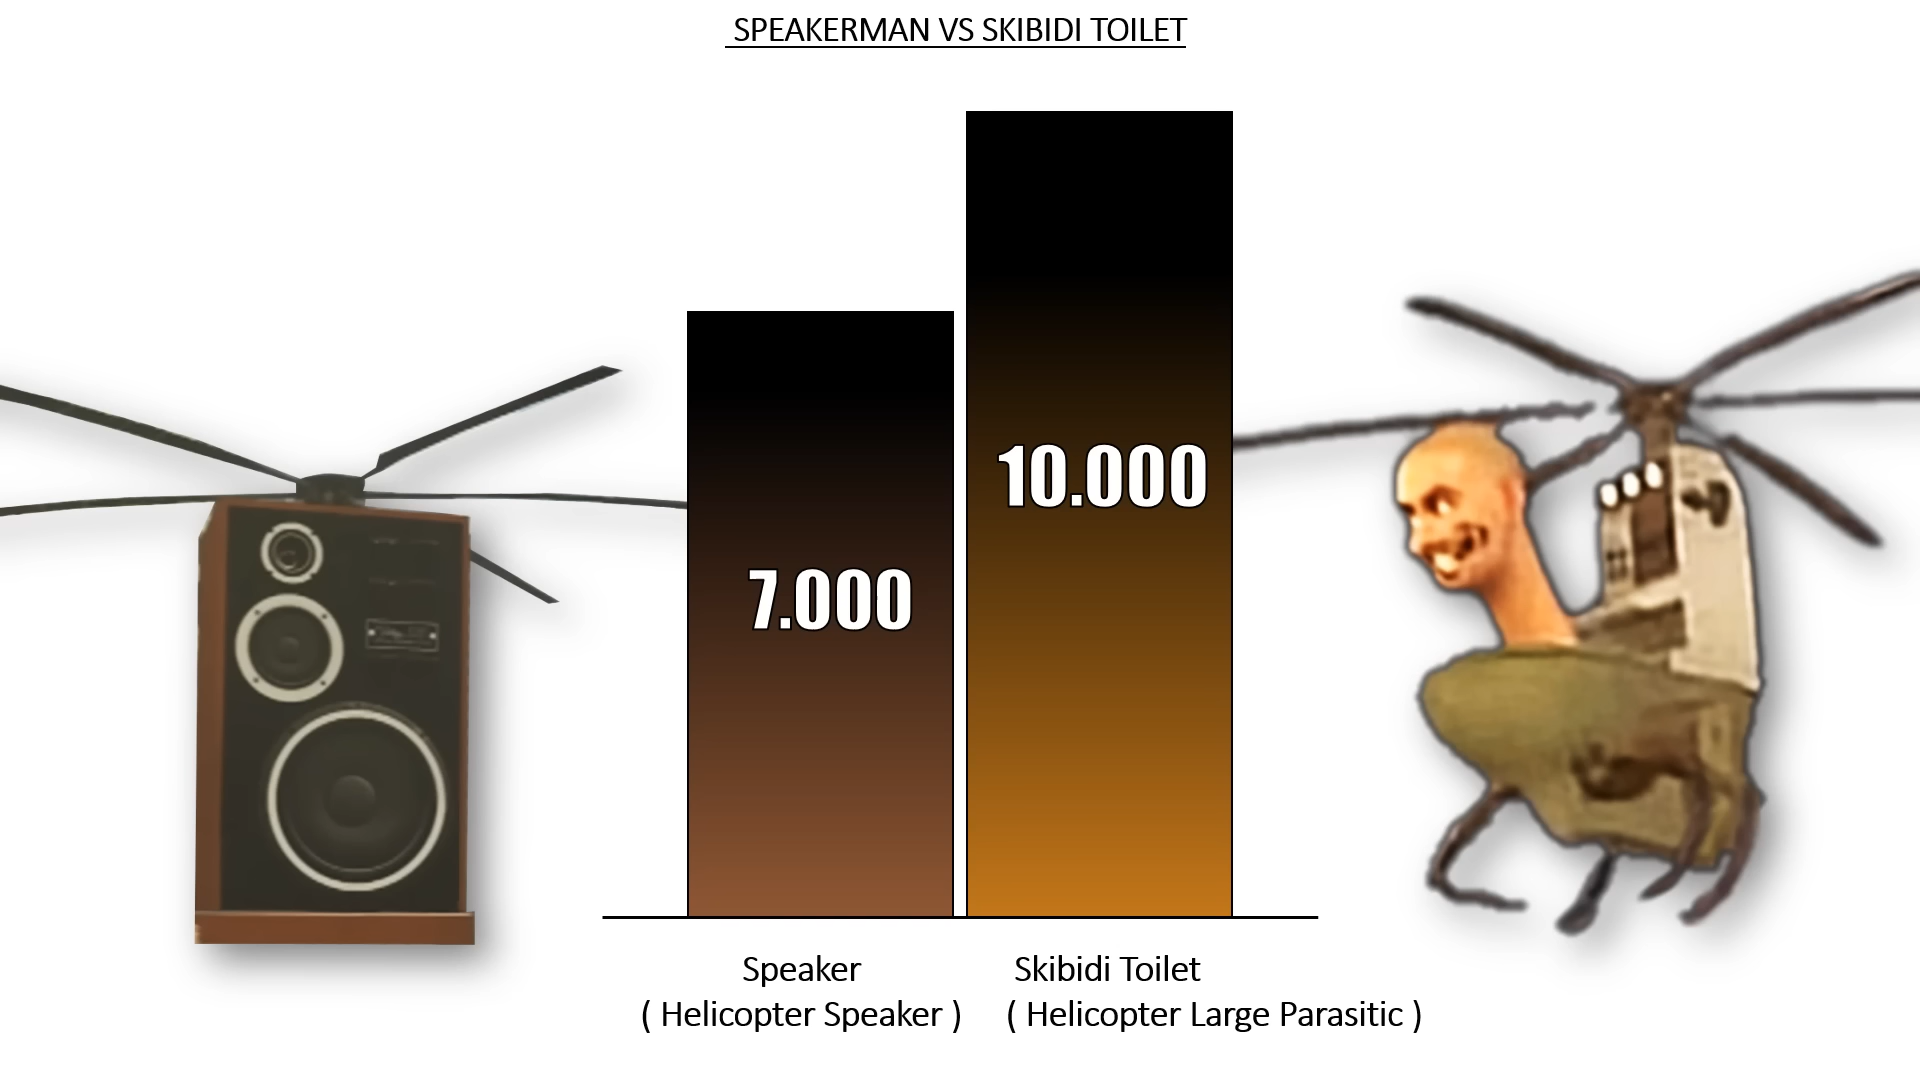 SPEAKERMAN VS SKIBIDI TOILET
10.000
7.000
Speaker
( Helicopter Speaker )
Skibidi Toilet
( Helicopter Large Parasitic )